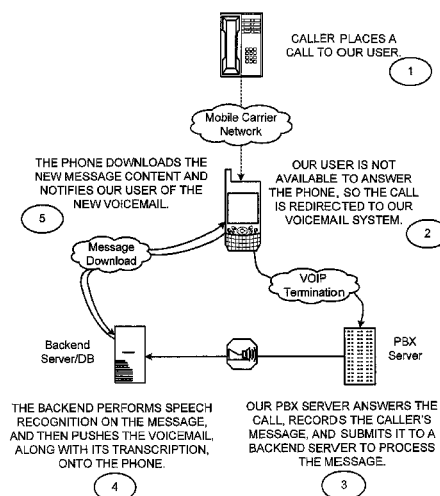 CALLER PLACES A
CALL TO OUR USER.
1
Mobile Carrier
Network
THE PHONE DOWNLOADS THE
NEW MESSAGE CONTENT AND
NOTIFIES OUR USER OF THE
NEW VOICEMAIL.
5
OUR USER IS NOT
AVAILABLE TO ANSWER
THE PHONE, SO THE CALL
IS REDIRECTED TO OUR
VOICEMAIL SYSTEM.
2
Message
Download
VOIP
Termination
Backend
Server/DB
PBX
Server
THE BACKEND PERFORMS SPEECH
RECOGNITION ON THE MESSAGE,
AND THEN PUSHES THE VOICEMAIL,
ALONG WITH ITS TRANSCRIPTION,
ONTO THE PHONE.
4
OUR PBX SERVER ANSWERS THE
CALL, RECORDS THE CALLER'S
MESSAGE, AND SUBMITS IT TO A
BACKEND SERVER TO PROCESS
THE MESSAGE.
3